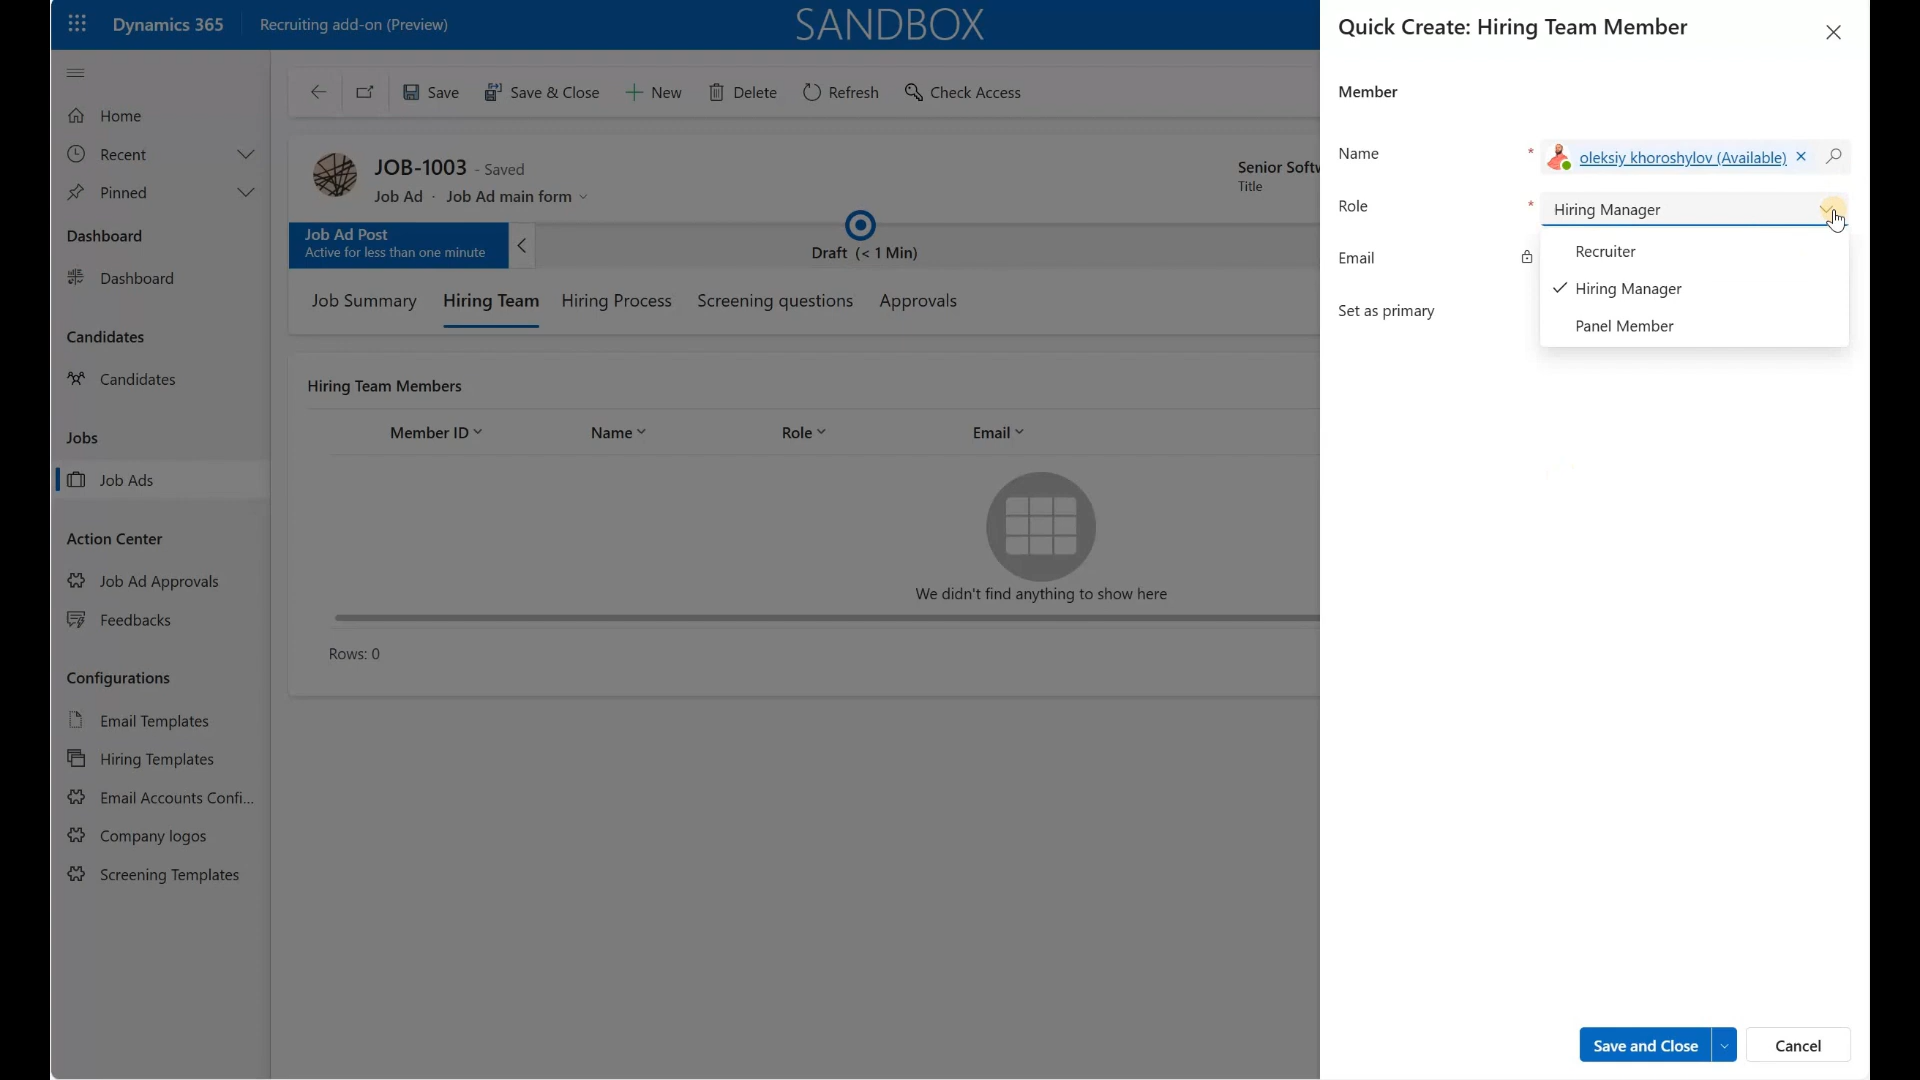 Dynamics 365
Recruiting add-on (Preview)
SANDBOX
Home
Recent
Pinned
Dashboard
Dashboard
Candidates
Candidates
Jobs
Job Ads
Action Center
Job Ad Approvals
Feedbacks
Configurations
Email Templates
Hiring Templates
Email Accounts Confi...
Company logos
Screening Templates
Save
Save & Close
New
Delete
Refresh
Check Access
JOB-1003 - Saved
Job Ad · Job Ad main form
Senior Softw
Title
Job Ad Post
Active for less than one minute
Draft (< 1 Min)
Job Summary
Hiring Team
Hiring Process
Screening questions
Approvals
Hiring Team Members
Member ID
Name
Role
Email
We didn't find anything to show here
Rows: 0
Quick Create: Hiring Team Member
Member
Name
*
oleksiy khoroshylov (Available)
Role
*
Hiring Manager
Recruiter
Hiring Manager
Panel Member
Email
Set as primary
Save and Close
Cancel